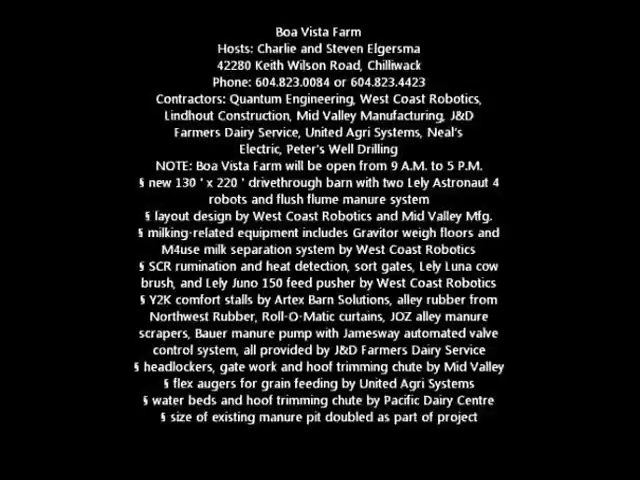 Boa Vista Farm
Hosts: Charlie and Steven Elgersma
42280 Keith Wilson Road, Chilliwack
Phone: 604.823.0084 or 604.823.4423
Contractors: Quantum Engineering, West Coast Robotics,
Lindhout Construction, Mid Valley Manufacturing, J&D
Farmers Dairy Service, United Agri Systems, Neal's
Electric, Peter's Well Drilling
NOTE: Boa Vista Farm will be open from 9 A.M. to 5 P.M.
§ new 130 ' x 220 ' drivethrough barn with two Lely Astronaut 4
robots and flush flume manure system
§ layout design by West Coast Robotics and Mid Valley Mfg.
§ milking-related equipment includes Gravitor weigh floors and
M4use milk separation system by West Coast Robotics
§ SCR rumination and heat detection, sort gates, Lely Luna cow
brush, and Lely Juno 150 feed pusher by West Coast Robotics
§ Y2K comfort stalls by Artex Barn Solutions, alley rubber from
Northwest Rubber, Roll-O-Matic curtains, JOZ alley manure
scrapers, Bauer manure pump with Jamesway automated valve
control system, all provided by J&D Farmers Dairy Service
§ headlockers, gate work and hoof trimming chute by Mid Valley
§ flex augers for grain feeding by United Agri Systems
§ water beds and hoof trimming chute by Pacific Dairy Centre
§ size of existing manure pit doubled as part of project